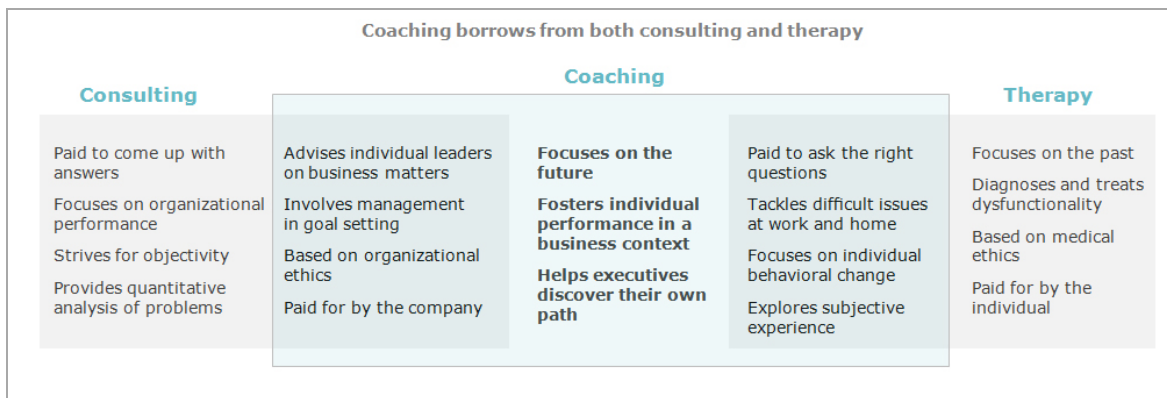 Coaching borrows from both consulting and therapy
Consulting
Paid to come up with
answers
Focuses on organizational
performance
Strives for objectivity
Provides quantitative
analysis of problems
Coaching
Advises individual leaders
on business matters
Involves management
in goal setting
Based on organizational
ethics
Paid for by the company
Focuses on the
future
Fosters individual
performance in a
business context
Helps executives
discover their own
path
Paid to ask the right
questions
Tackles difficult issues
at work and home
Focuses on individual
behavioral change
Explores subjective
experience
Therapy
Focuses on the past
Diagnoses and treats
dysfunctionality
Based on medical
ethics
Paid for by the
individual